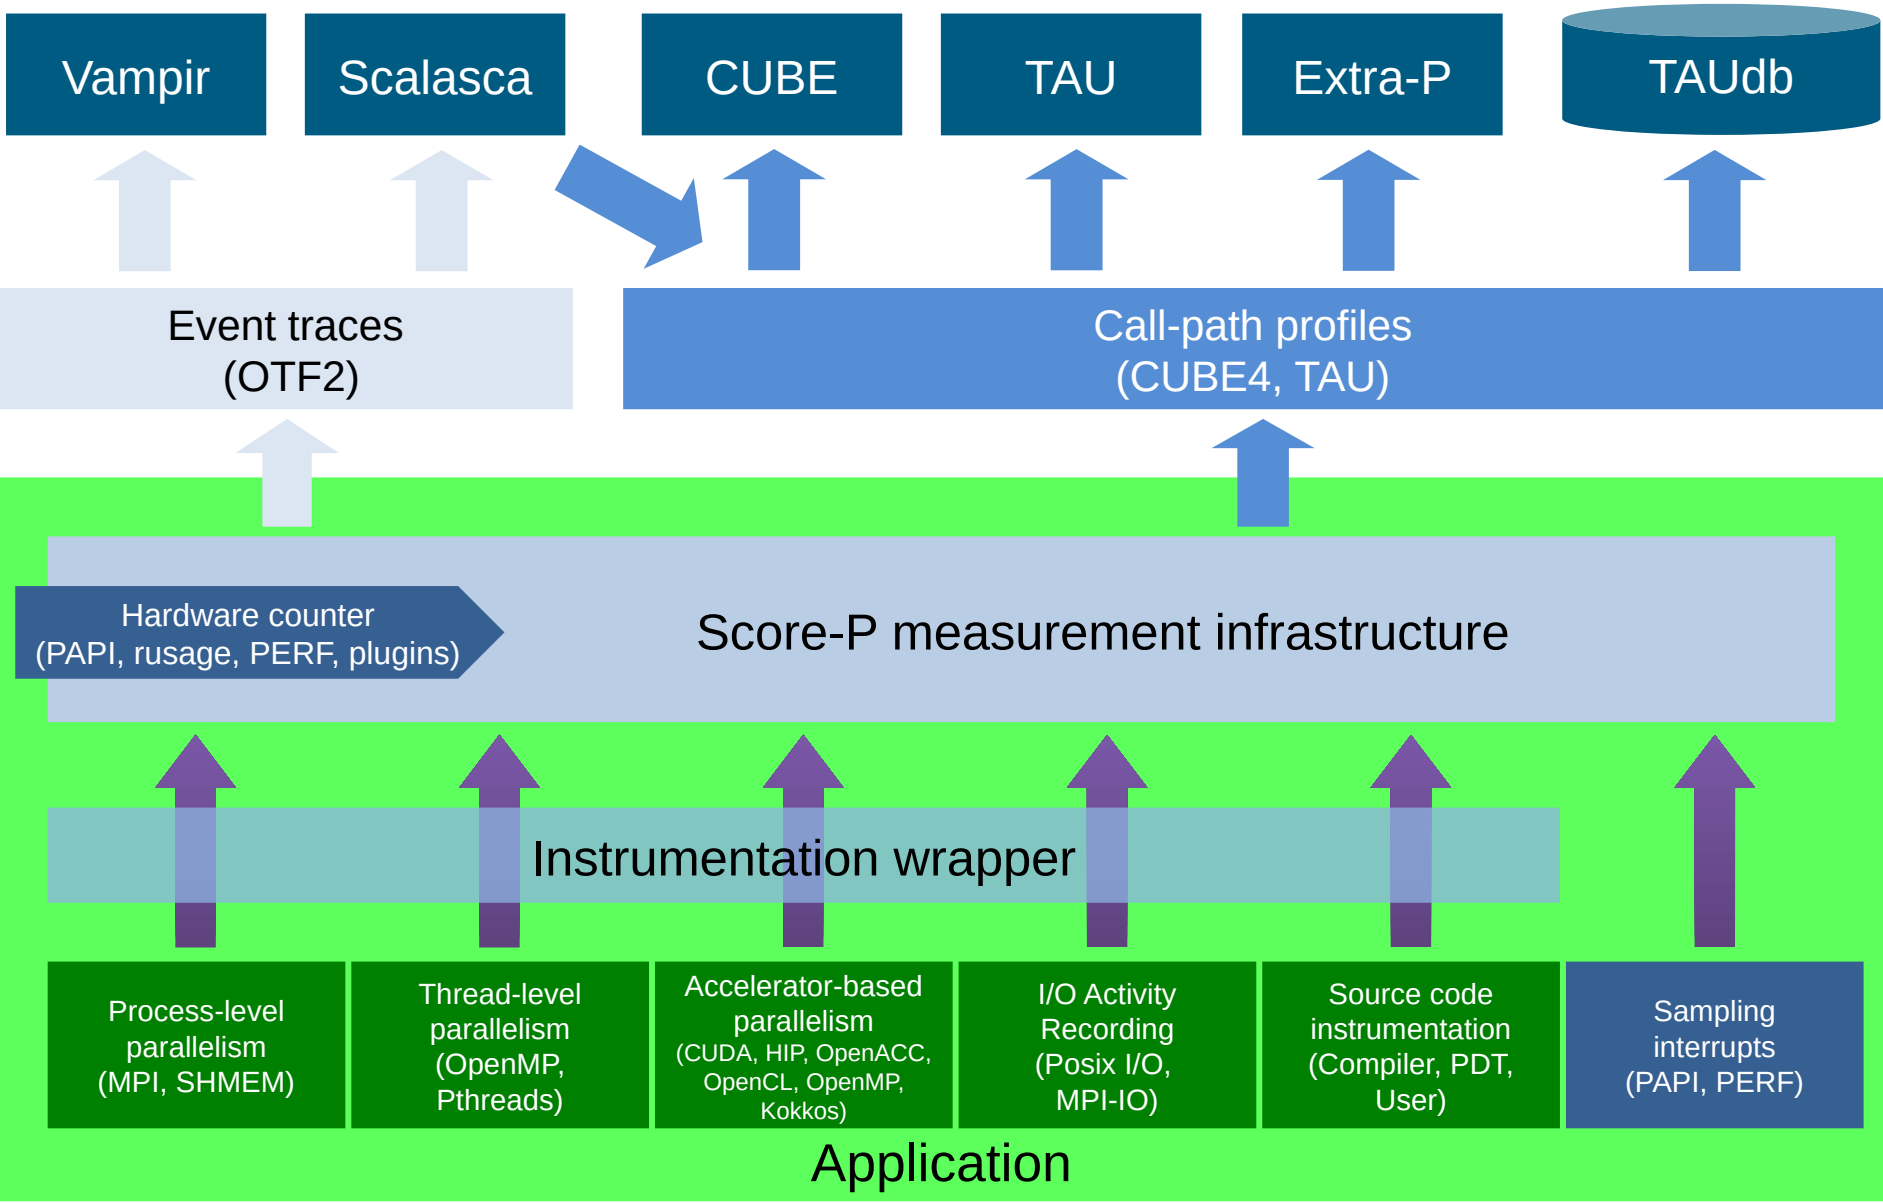 Vampir
Scalasca
CUBE
TAU
Extra-P
TAUdb
Event traces
(OTF2)
Call-path profiles
(CUBE4, TAU)
Hardware counter
(PAPI, rusage, PERF, plugins)
Score-P measurement infrastructure
Instrumentation wrapper
Process-level
parallelism
(MPI, SHMEM)
Thread-level
parallelism
(OpenMP,
Pthreads)
Accelerator-based
parallelism
(CUDA, HIP, OpenACC,
OpenCL, OpenMP,
Kokkos)
I/O Activity
Recording
(Posix I/O,
MPI-IO)
Source code
instrumentation
(Compiler, PDT,
User)
Sampling
interrupts
(PAPI, PERF)
Application